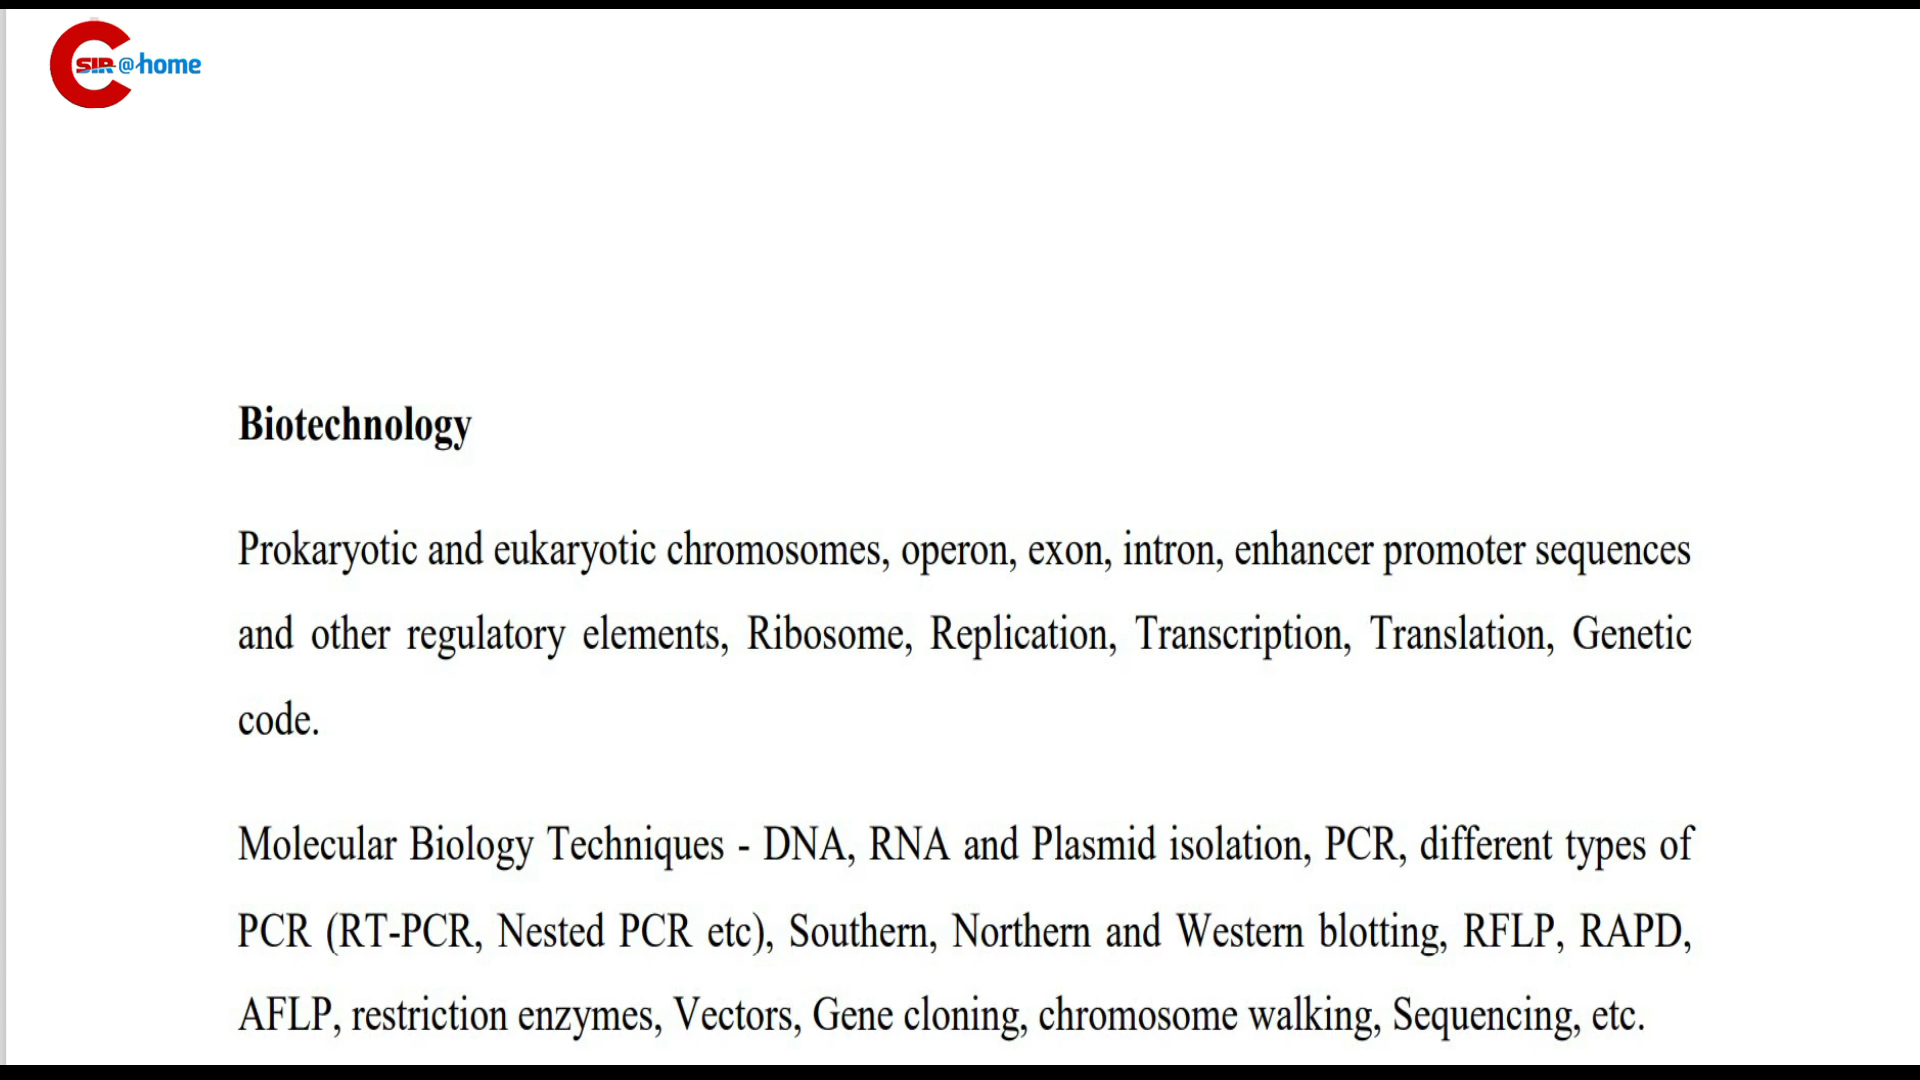 CSIR@home
Biotechnology
Prokaryotic and eukaryotic chromosomes, operon, exon, intron, enhancer promoter sequences
and other regulatory elements, Ribosome, Replication, Transcription, Translation, Genetic
code.
Molecular Biology Techniques - DNA, RNA and Plasmid isolation, PCR, different types of
PCR (RT-PCR, Nested PCR etc), Southern, Northern and Western blotting, RFLP, RAPD,
AFLP, restriction enzymes, Vectors, Gene cloning, chromosome walking, Sequencing, etc.